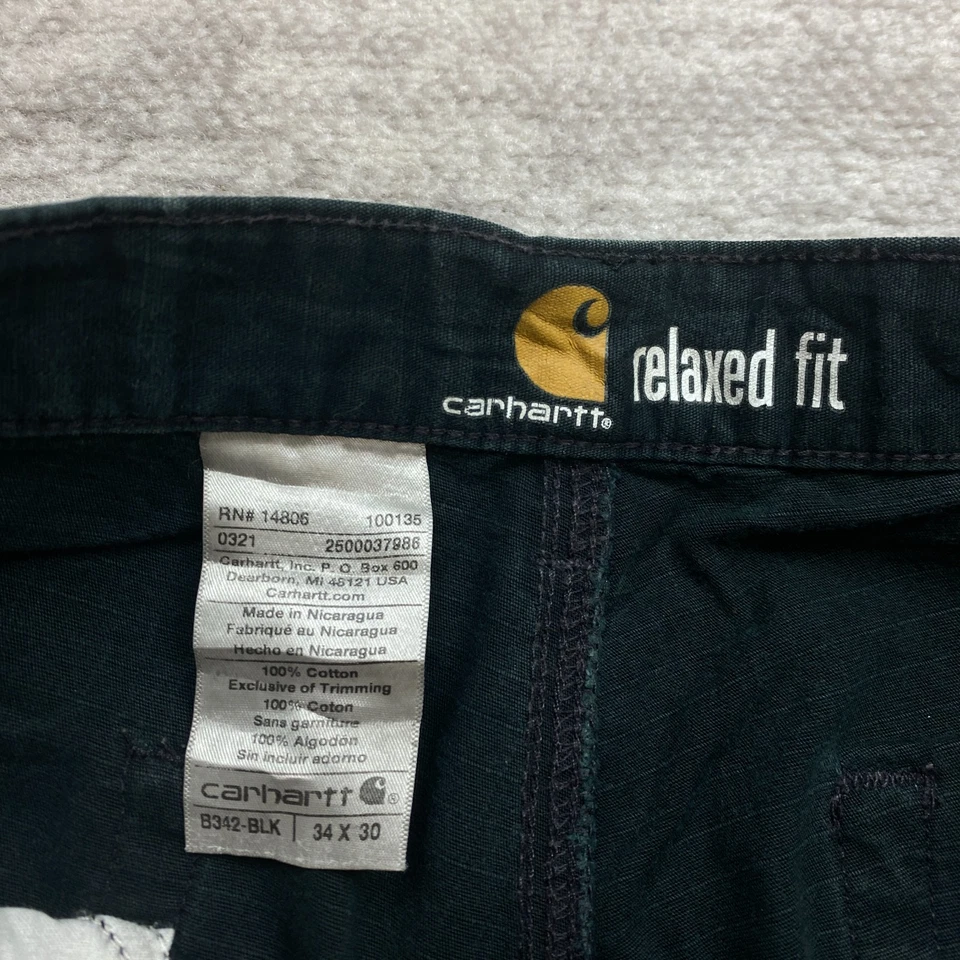 carhartt®
relaxed fit
RN# 14806 100135
0321 2500037986
Carhartt, Inc. P. O. Box 600
Dearborn, MI 48121 USA
Carhartt.com
Made in Nicaragua
Fabriqué au Nicaragua
Hecho en Nicaragua
100% Cotton
Exclusive of Trimming
100% Coton
Sans garniture
100% Algodón
Sin incluir adorno
carhartt ®
B342-BLK 34 X 30